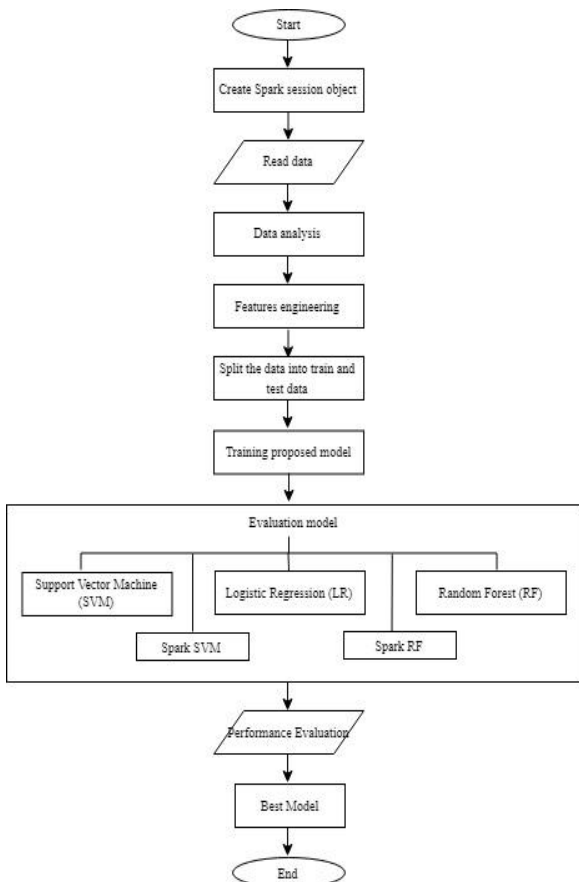 Start
Create Spark session object
Read data
Data analysis
Features engineering
Split the data into train and
test data
Training proposed model
Evaluation model
Support Vector Machine
(SVM)
Logistic Regression (LR)
Random Forest (RF)
Spark SVM
Spark RF
Performance Evaluation
Best Model
End